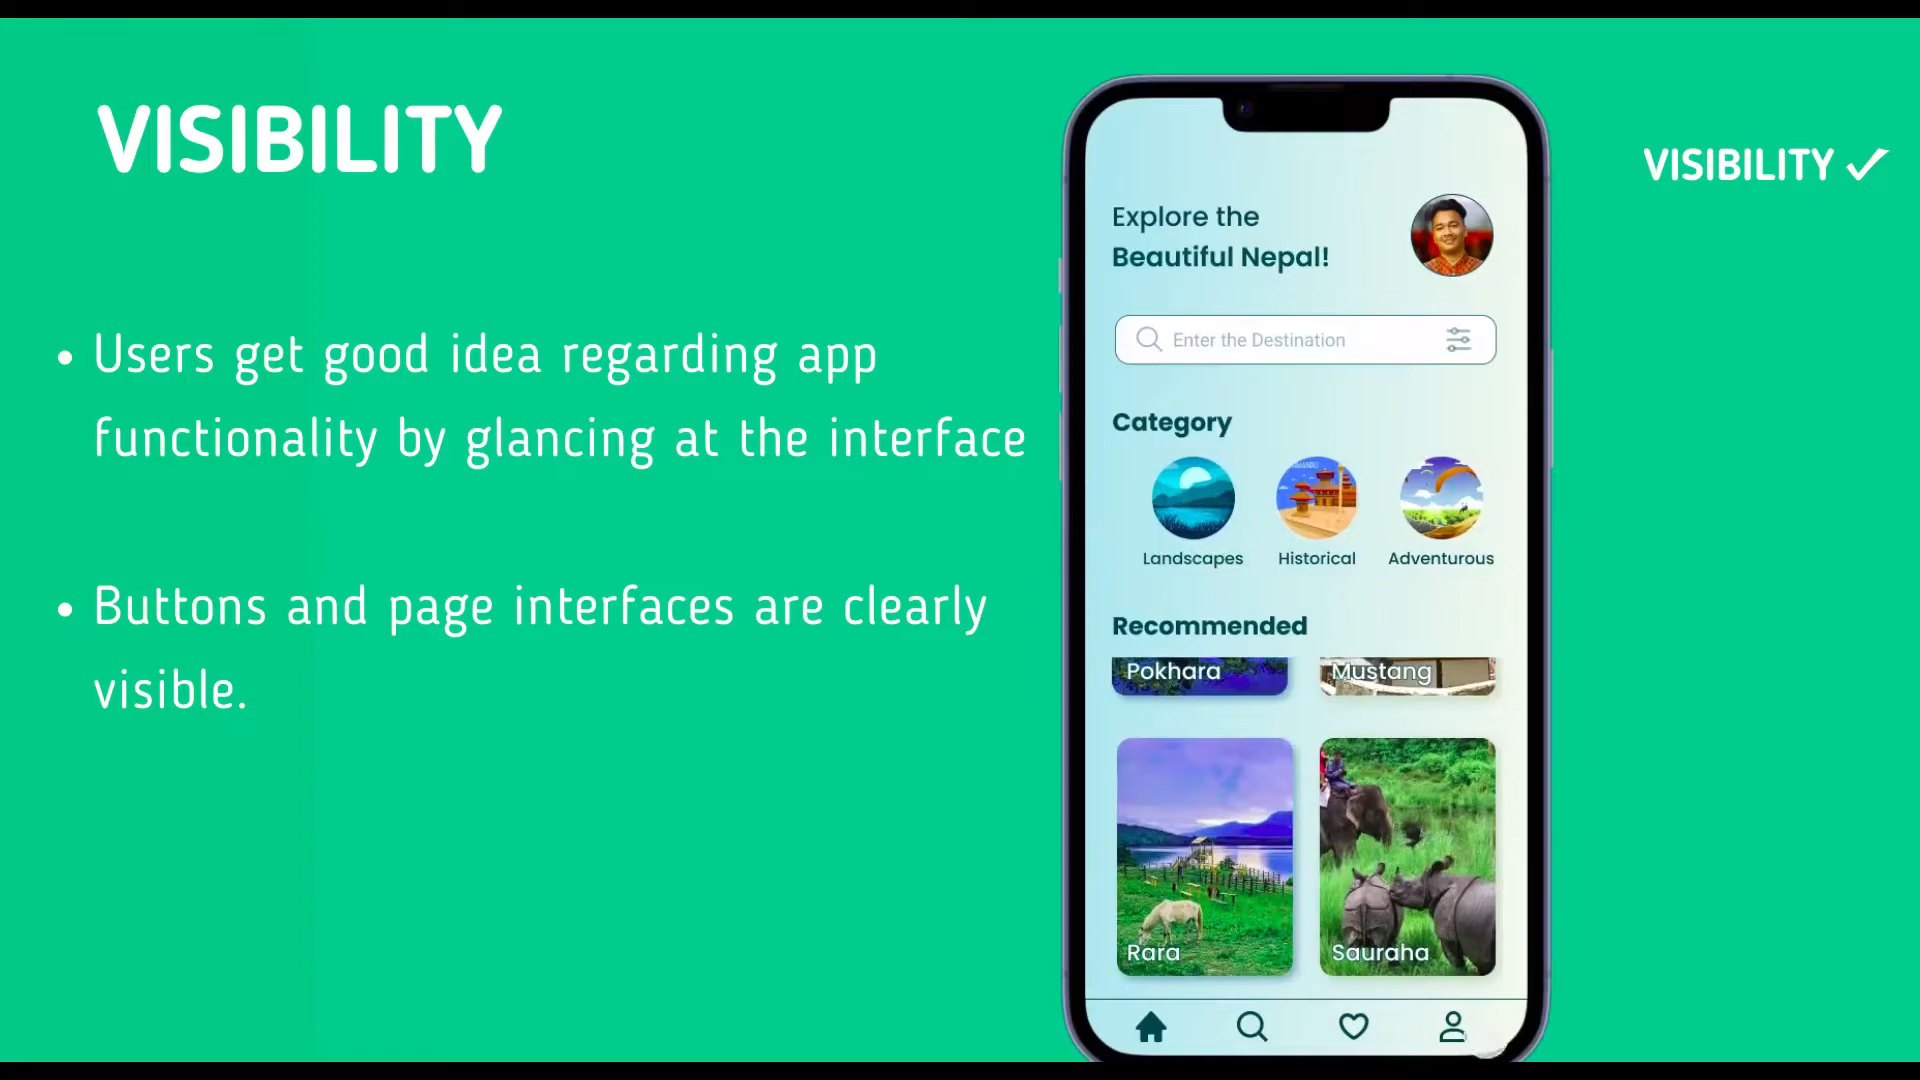 VISIBILITY
• Users get good idea regarding app
functionality by glancing at the interface
• Buttons and page interfaces are clearly
visible.
Explore the
Beautiful Nepal!
Enter the Destination
Category
Landscapes
Historical
Adventurous
Recommended
Pokhara
Mustang
Rara
Sauraha
VISIBILITY ✓